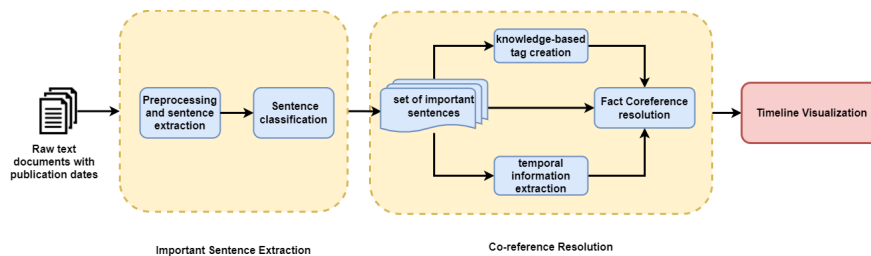 Raw text
documents with
publication dates
Preprocessing
and sentence
extraction
Sentence
classification
Important Sentence Extraction
set of important
sentences
knowledge-based
tag creation
temporal
information
extraction
Fact Coreference
resolution
Co-reference Resolution
Timeline Visualization